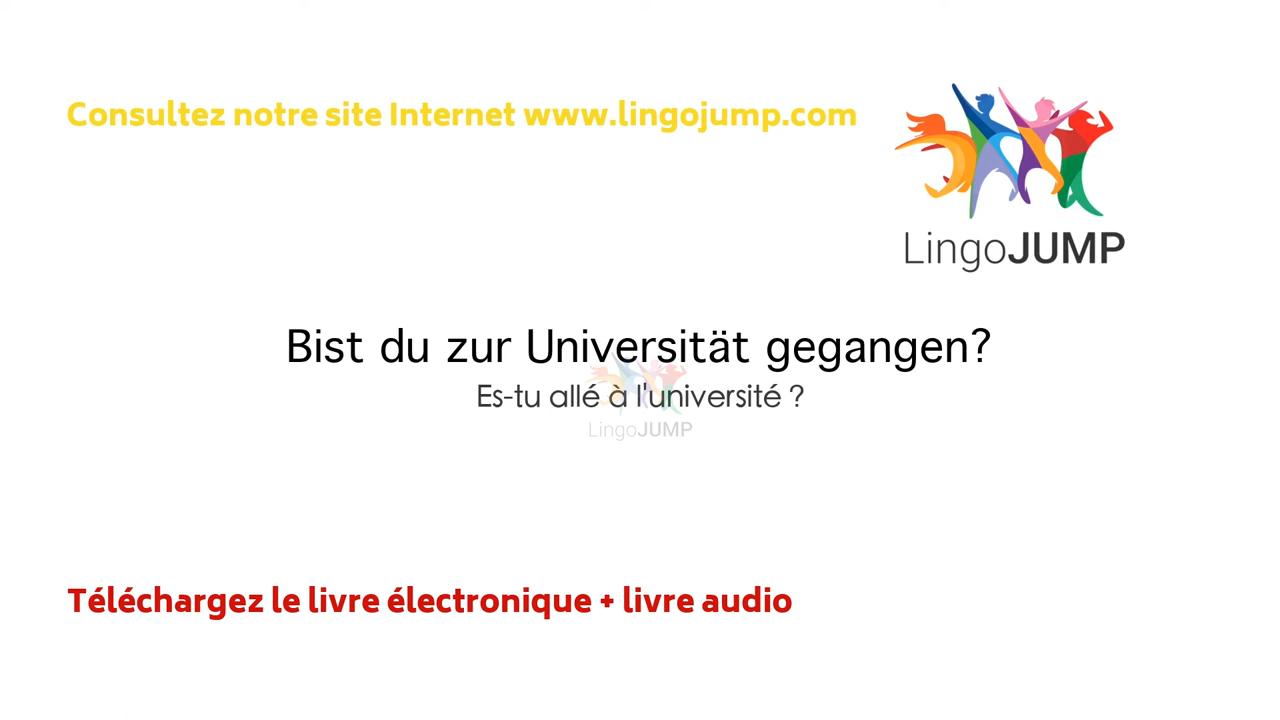 Consultez notre site Internet www.lingojump.com
LingoJUMP
Bist du zur Universität gegangen?
Es-tu allé à l'université ?
LingoJUMP
Téléchargez le livre électronique + livre audio